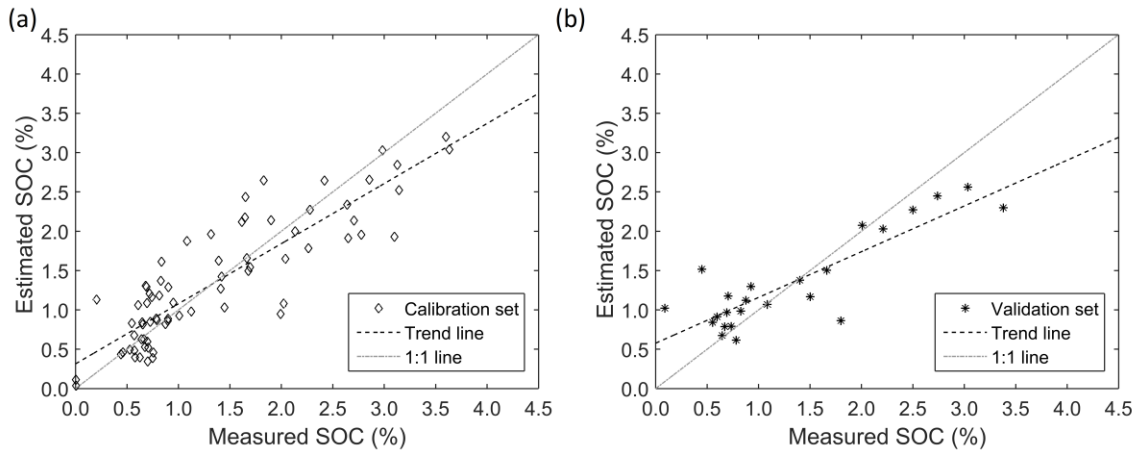 (a)
4.5
4.0
3.5
3.0
2.5
2.0
1.5
1.0
0.5
0.0
Estimated SOC (%)
0.0 0.5 1.0 1.5 2.0 2.5 3.0 3.5 4.0 4.5
Measured SOC (%)
Calibration set
Trend line
1:1 line
(b)
4.5
4.0
3.5
3.0
2.5
2.0
1.5
1.0
0.5
0.0
Estimated SOC (%)
0.0 0.5 1.0 1.5 2.0 2.5 3.0 3.5 4.0 4.5
Measured SOC (%)
Validation set
Trend line
1:1 line